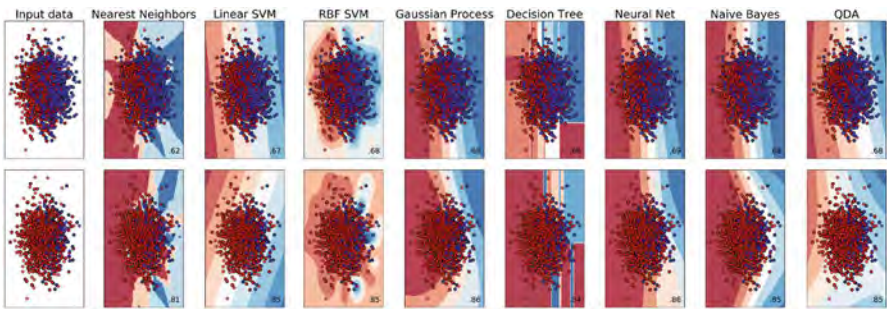 Input data Nearest Neighbors Linear SVM RBF SVM Gaussian Process Decision Tree Neural Net Naive Bayes QDA
.62 .67 .68 .69 .69 .68 .68
.81 .85 .85 .86 .84 .86 .85 .85